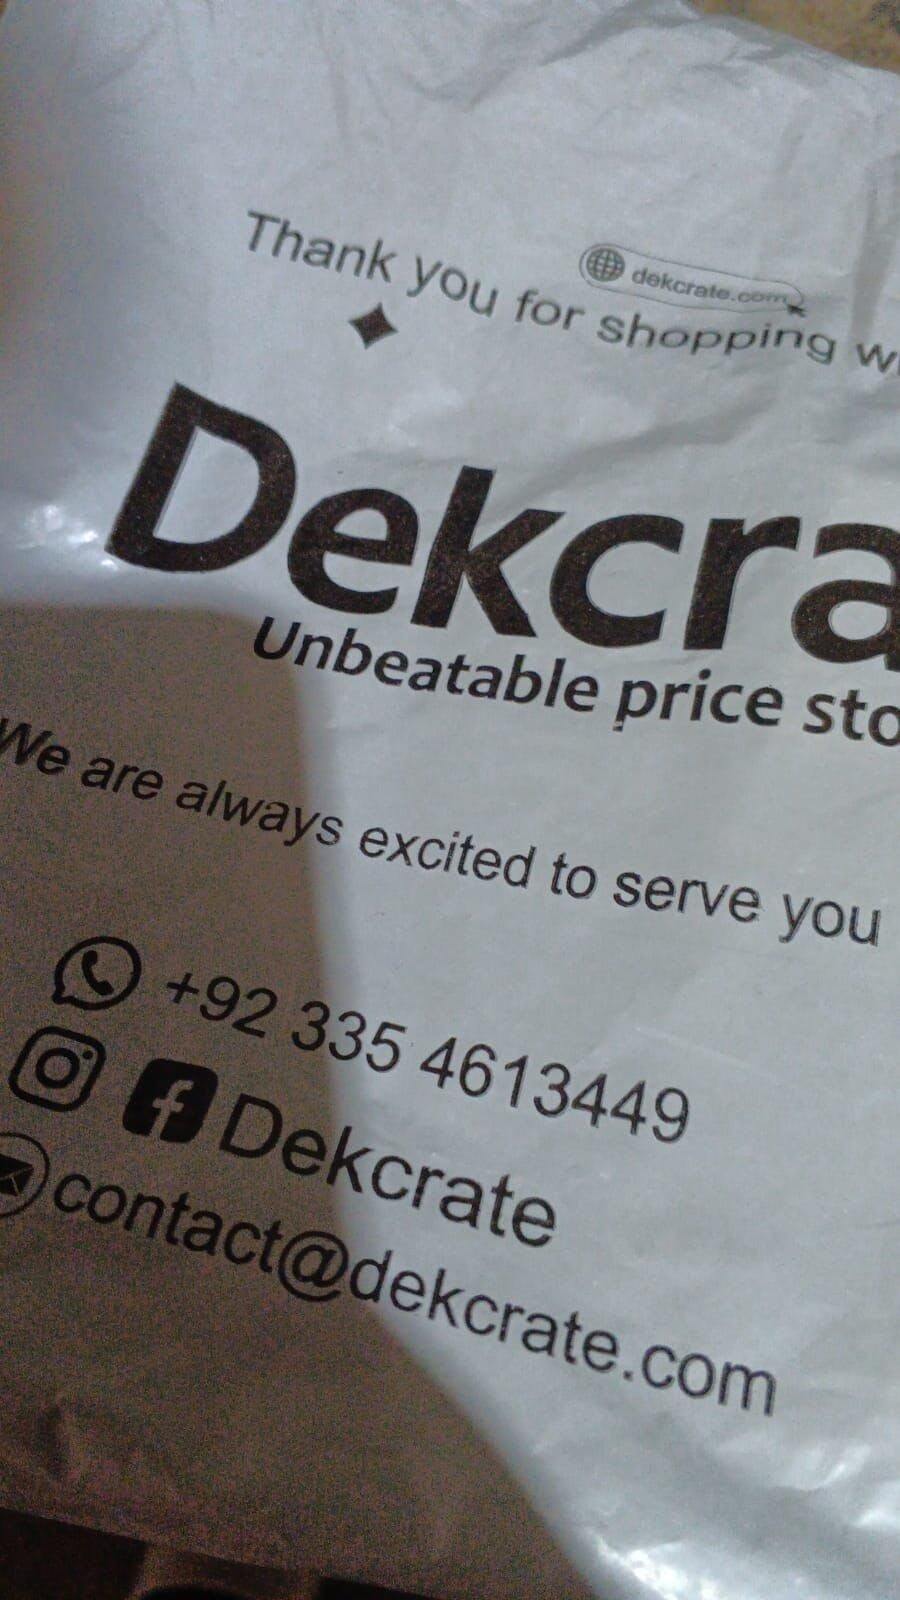 dekcrate.com
Thank you for shopping
Dekcra
Unbeatable price sto
We are always excited to serve you
+92 335 4613449
Dekcrate
contact@dekcrate.com